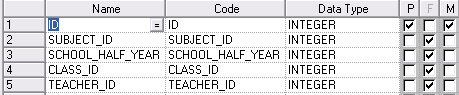 Name Code Data Type P F M
1 ID = ID INTEGER
2 SUBJECT_ID SUBJECT_ID INTEGER
3 SCHOOL_HALF_YEAR SCHOOL_HALF_YEAR INTEGER
4 CLASS_ID CLASS_ID INTEGER
5 TEACHER_ID TEACHER_ID INTEGER